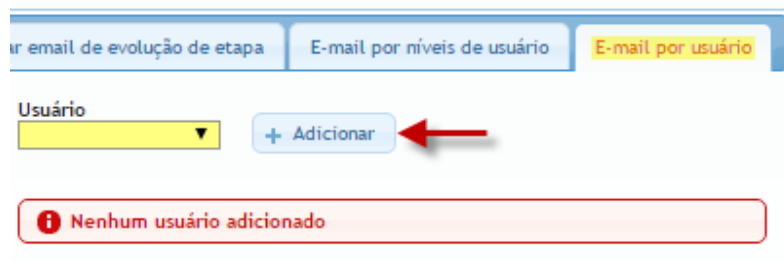 ar email de evolução de etapa
E-mail por níveis de usuário
E-mail por usuário
Usuário
+ Adicionar
Nenhum usuário adicionado